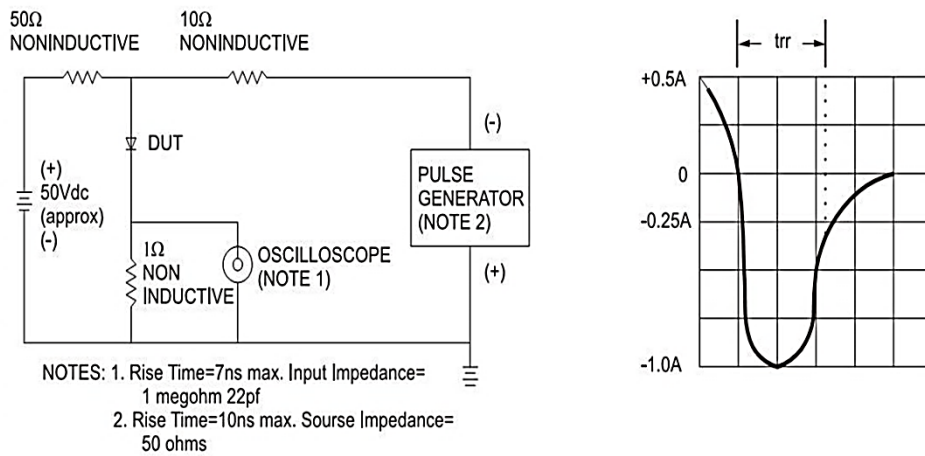 50Ω
NONINDUCTIVE
10Ω
NONINDUCTIVE
trr
+0.5A
DUT
(-)
(+)
50Vdc
(approx)
(-)
PULSE
GENERATOR
(NOTE 2)
0
-0.25A
1Ω
NON
INDUCTIVE
OSCILLOSCOPE
(NOTE 1)
(+)
-1.0A
NOTES: 1. Rise Time=7ns max. Input Impedance=
1 megohm 22pf
2. Rise Time=10ns max. Sourse Impedance=
50 ohms